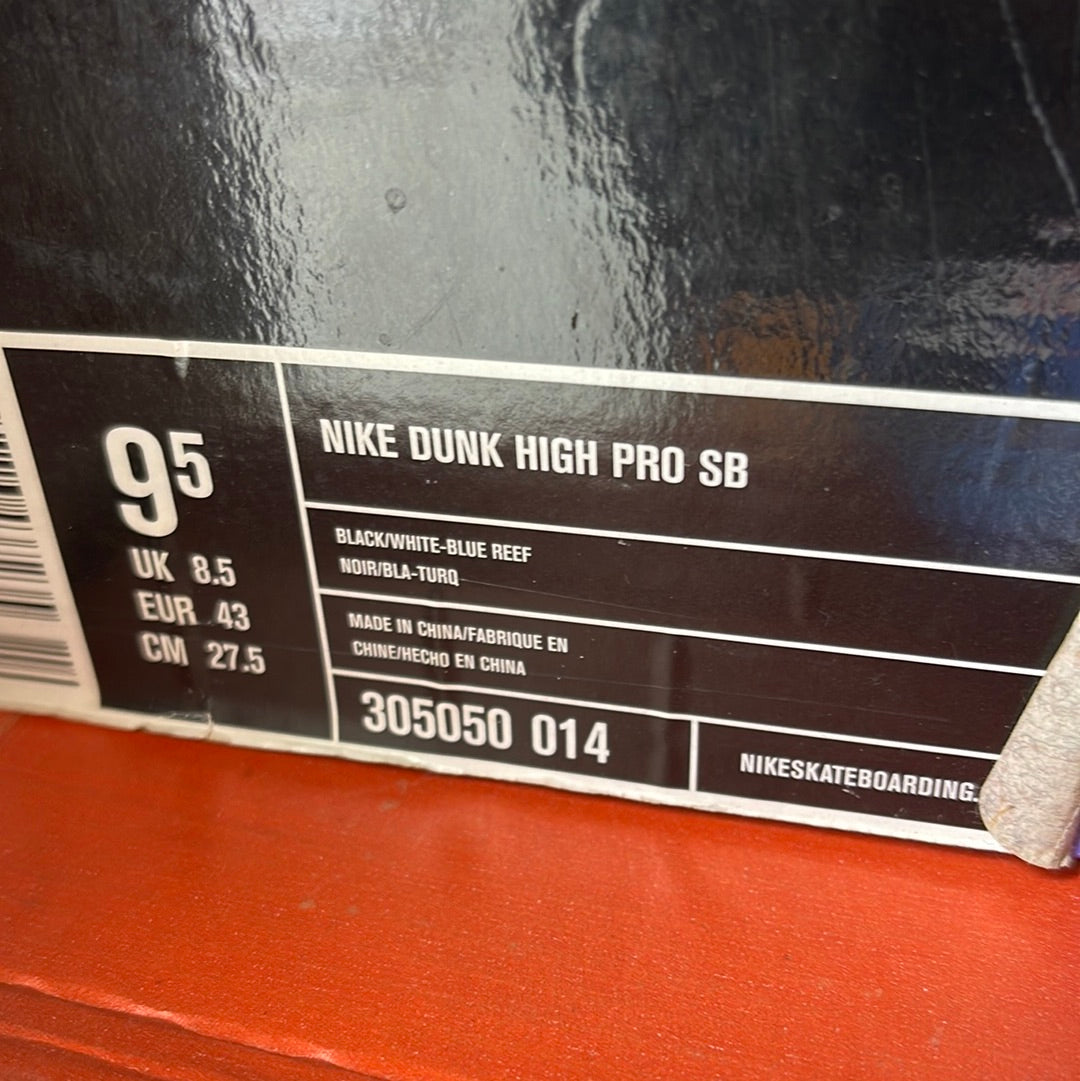 95
UK 8.5
EUR 43
CM 27.5
NIKE DUNK HIGH PRO SB
BLACK/WHITE-BLUE REEF
NOIR/BLA-TURQ
MADE IN CHINA/FABRIQUE EN
CHINE/HECHO EN CHINA
305050 014
NIKESKATEBOARDING.